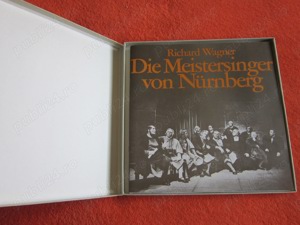 Richard Wagner
Die Meistersinger
von Nürnberg